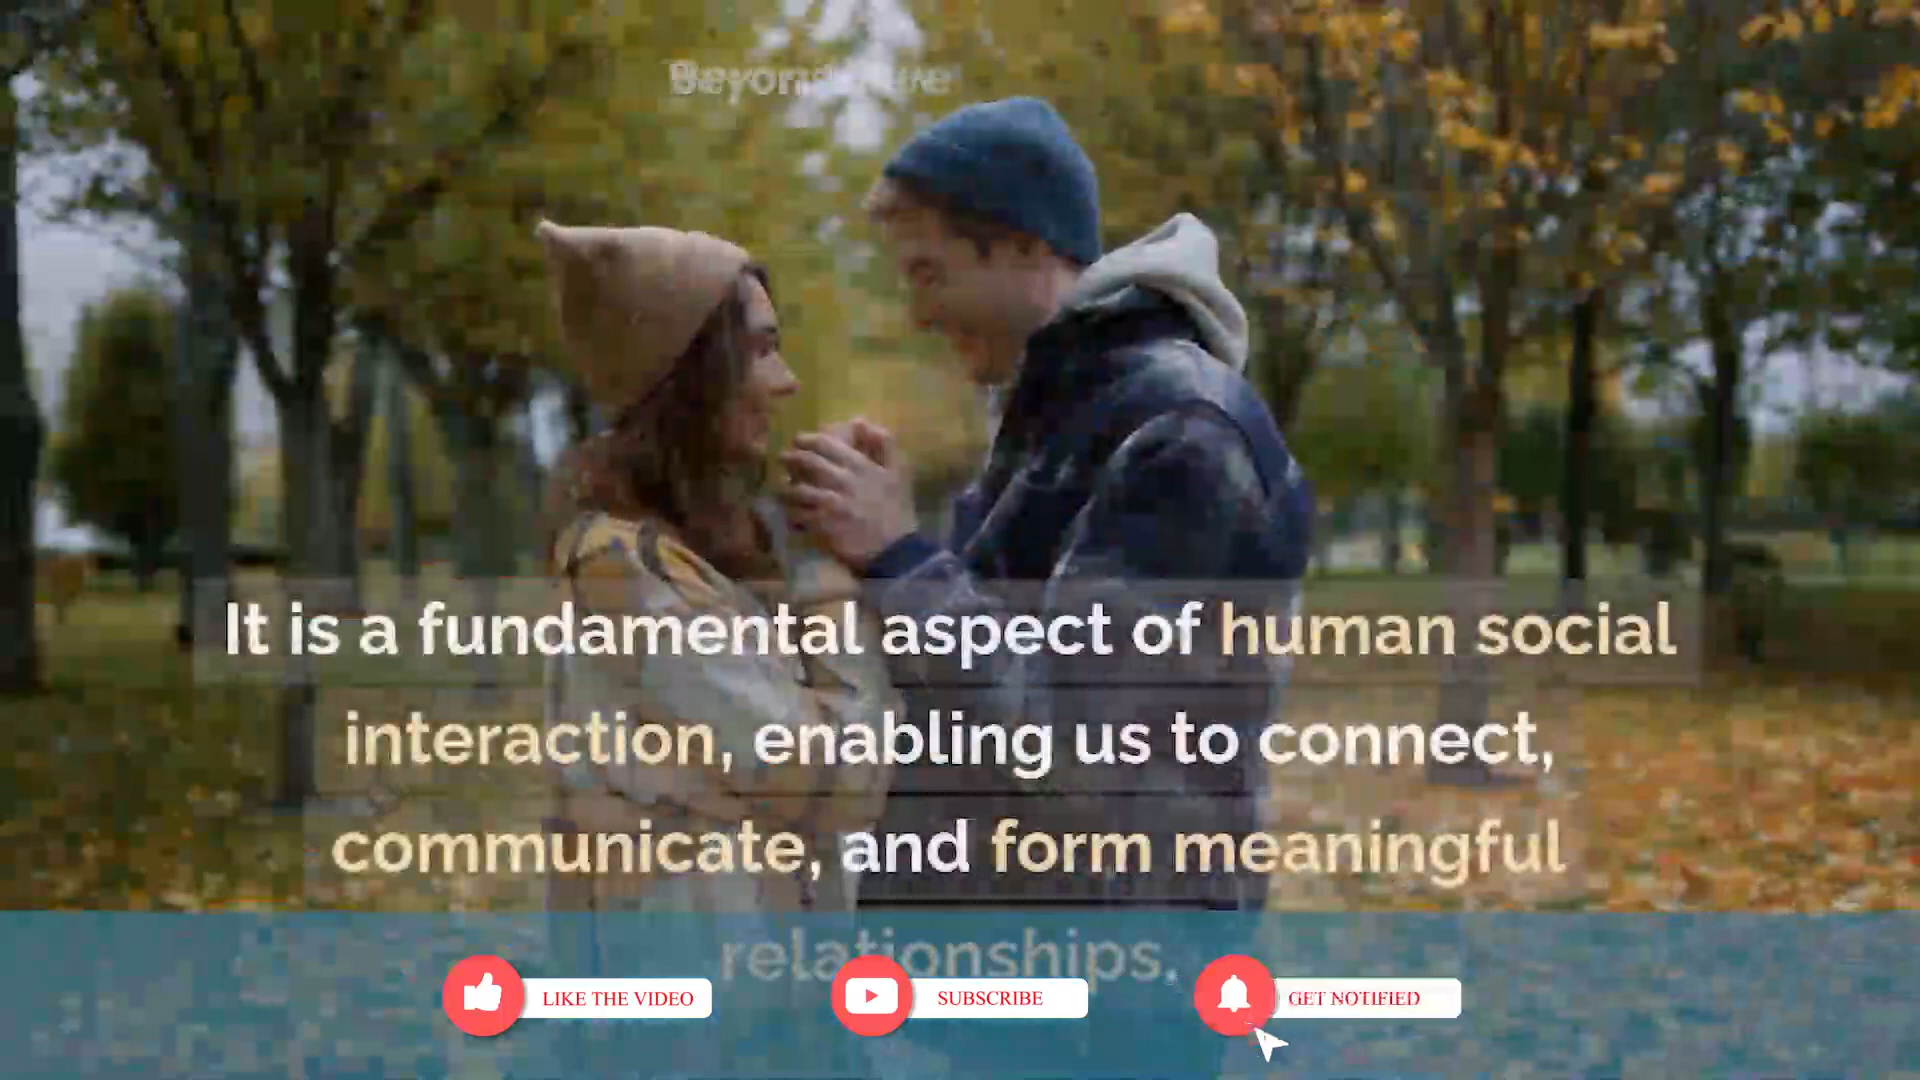 It is a fundamental aspect of human social
interaction, enabling us to connect,
communicate, and form meaningful
relationships.
LIKE THE VIDEO
SUBSCRIBE
GET NOTIFIED